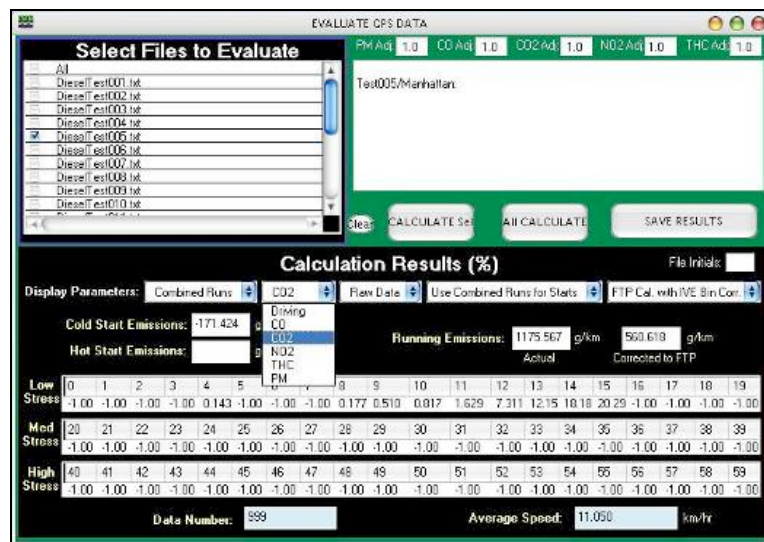 EVALUATE GPS DATA
Select Files to Evaluate
PM Adj 1.0 CO Adj 1.0 CO2 Adj 1.0 NO2 Adj 1.0 THC Adj 1.0
All
DieselTest001.txt
DieselTest002.txt
DieselTest003.txt
DieselTest004.txt
DieselTest005.txt
DieselTest006.txt
DieselTest007.txt
DieselTest008.txt
DieselTest009.txt
DieselTest010.txt
Test005/Manhattan:
Clear CALCULATE Sel All CALCULATE SAVE RESULTS
Calculation Results (%) File Initials:
Display Parameters: Combined Runs CO2 Raw Data Use Combined Runs for Starts FTP Cal. with IVE Bin Corr.
Driving
CO
CO2
NO2
THC
PM
Cold Start Emissions: -171.424 g
Hot Start Emissions: g
Running Emissions: 1175.567 g/km 560.618 g/km
Actual Corrected to FTP
Low Stress
0 1 2 3 4 5 6 7 8 9 10 11 12 13 14 15 16 17 18 19
-1.00 -1.00 -1.00 -1.00 0.143 -1.00 -1.00 -1.00 0.177 0.510 0.817 1.629 7.311 12.15 18.18 20.29 -1.00 -1.00 -1.00 -1.00
Med Stress
20 21 22 23 24 25 26 27 28 29 30 31 32 33 34 35 36 37 38 39
-1.00 -1.00 -1.00 -1.00 -1.00 -1.00 -1.00 -1.00 -1.00 -1.00 -1.00 -1.00 -1.00 -1.00 -1.00 -1.00 -1.00 -1.00 -1.00 -1.00
High Stress
40 41 42 43 44 45 46 47 48 49 50 51 52 53 54 55 56 57 58 59
-1.00 -1.00 -1.00 -1.00 -1.00 -1.00 -1.00 -1.00 -1.00 -1.00 -1.00 -1.00 -1.00 -1.00 -1.00 -1.00 -1.00 -1.00 -1.00 -1.00
Data Number: 999 Average Speed: 11.050 km/hr